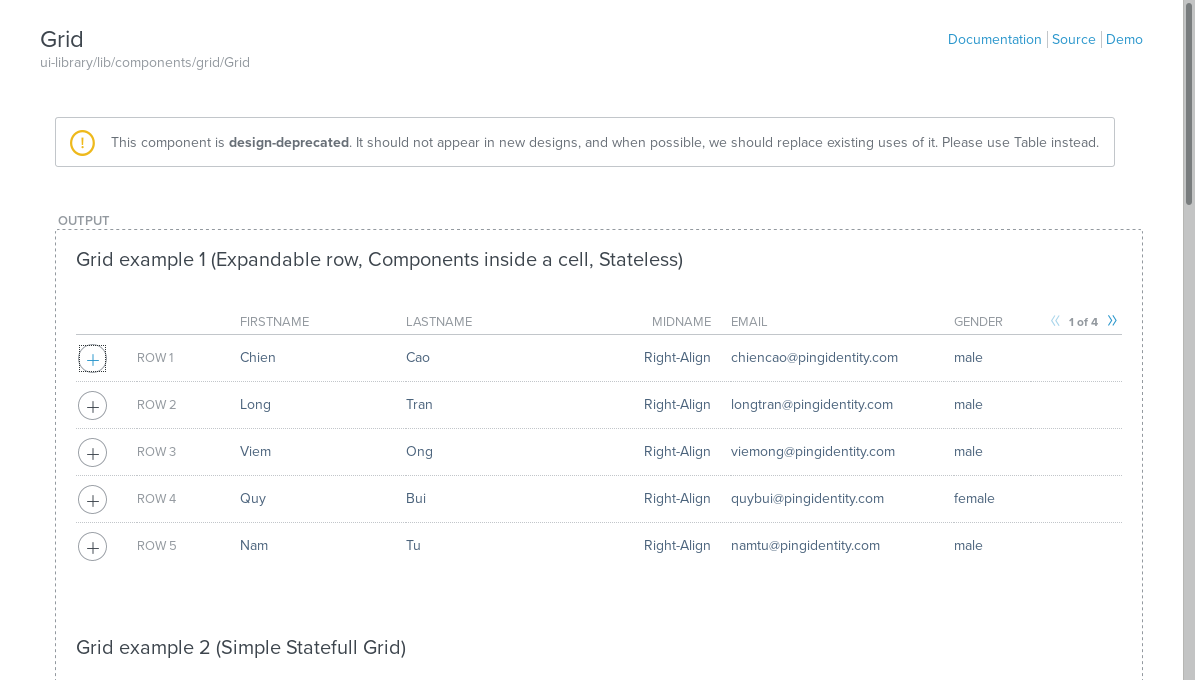 Grid
Documentation Source Demo
ui-library/lib/components/grid/Grid
! This component is design-deprecated. It should not appear in new designs, and when possible, we should replace existing uses of it. Please use Table instead.
OUTPUT
Grid example 1 (Expandable row, Components inside a cell, Stateless)
FIRSTNAME LASTNAME MIDNAME EMAIL GENDER « 1 of 4 »
+ ROW 1 Chien Cao Right-Align chiencao@pingidentity.com male
+ ROW 2 Long Tran Right-Align longtran@pingidentity.com male
+ ROW 3 Viem Ong Right-Align viemong@pingidentity.com male
+ ROW 4 Quy Bui Right-Align quybui@pingidentity.com female
+ ROW 5 Nam Tu Right-Align namtu@pingidentity.com male
Grid example 2 (Simple Statefull Grid)